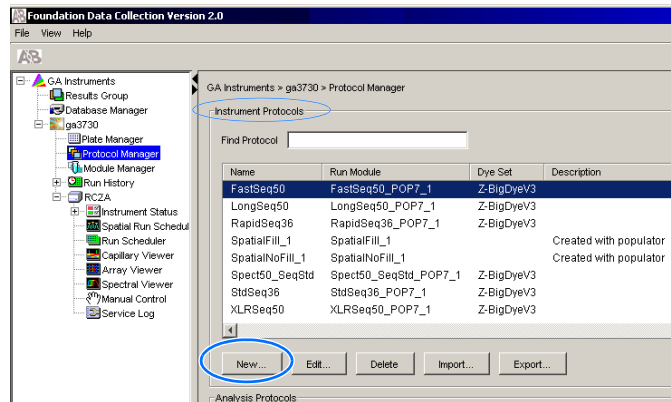 Foundation Data Collection Version 2.0
File View Help
AB
GA Instruments
Results Group
Database Manager
ga3730
Plate Manager
Protocol Manager
Module Manager
Run History
RCZA
Instrument Status
Spatial Run Schedul
Run Scheduler
Capillary Viewer
Array Viewer
Spectral Viewer
Manual Control
Service Log
GA Instruments > ga3730 > Protocol Manager
Instrument Protocols
Find Protocol
Name Run Module Dye Set Description
FastSeq50 FastSeq50_POP7_1 Z-BigDyeV3
LongSeq50 LongSeq50_POP7_1 Z-BigDyeV3
RapidSeq36 RapidSeq36_POP7_1 Z-BigDyeV3
SpatialFill_1 SpatialFill_1 Created with populator
SpatialNoFill_1 SpatialNoFill_1 Created with populator
Spect50_SeqStd Spect50_SeqStd_POP7_1 Z-BigDyeV3
StdSeq36 StdSeq36_POP7_1 Z-BigDyeV3
XLRSeq50 XLRSeq50_POP7_1 Z-BigDyeV3
New... Edit... Delete Import... Export...
Analysis Protocols